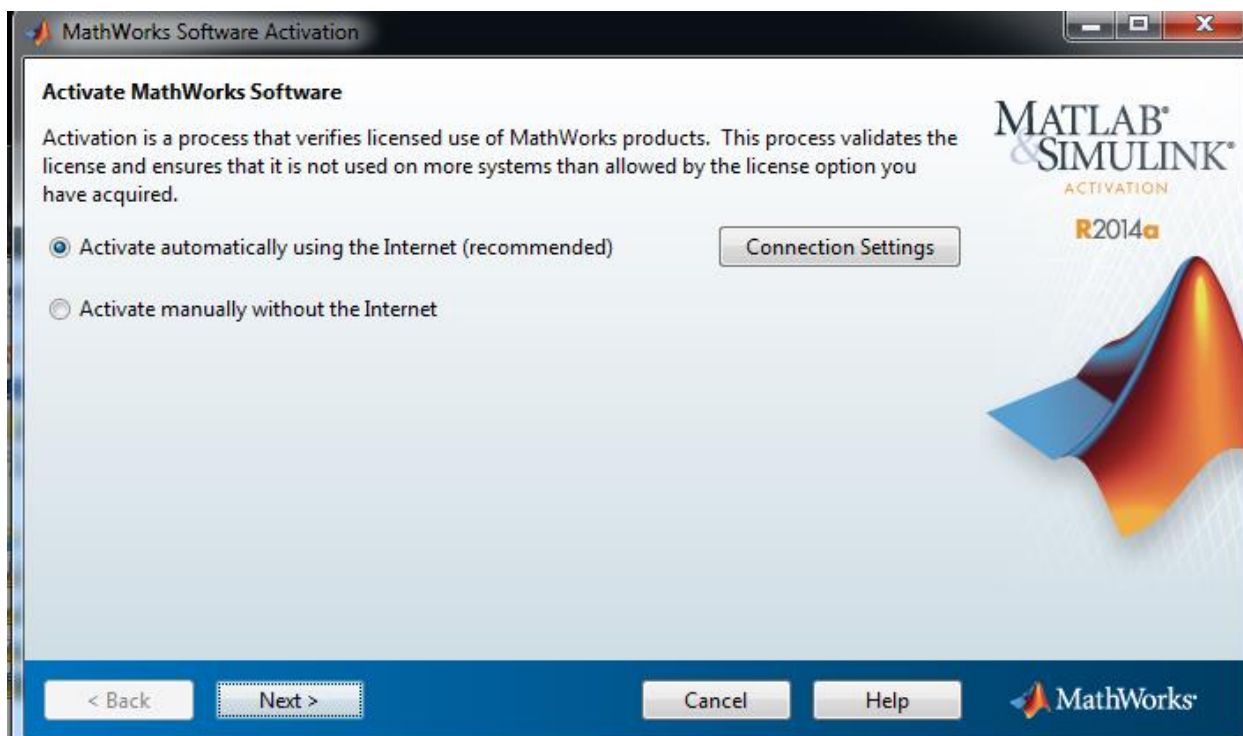 MathWorks Software Activation
Activate MathWorks Software
Activation is a process that verifies licensed use of MathWorks products. This process validates the
license and ensures that it is not used on more systems than allowed by the license option you
have acquired.
Activate automatically using the Internet (recommended)
Connection Settings
Activate manually without the Internet
MATLAB®
&SIMULINK®
ACTIVATION
R2014a
< Back
Next >
Cancel
Help
MathWorks®